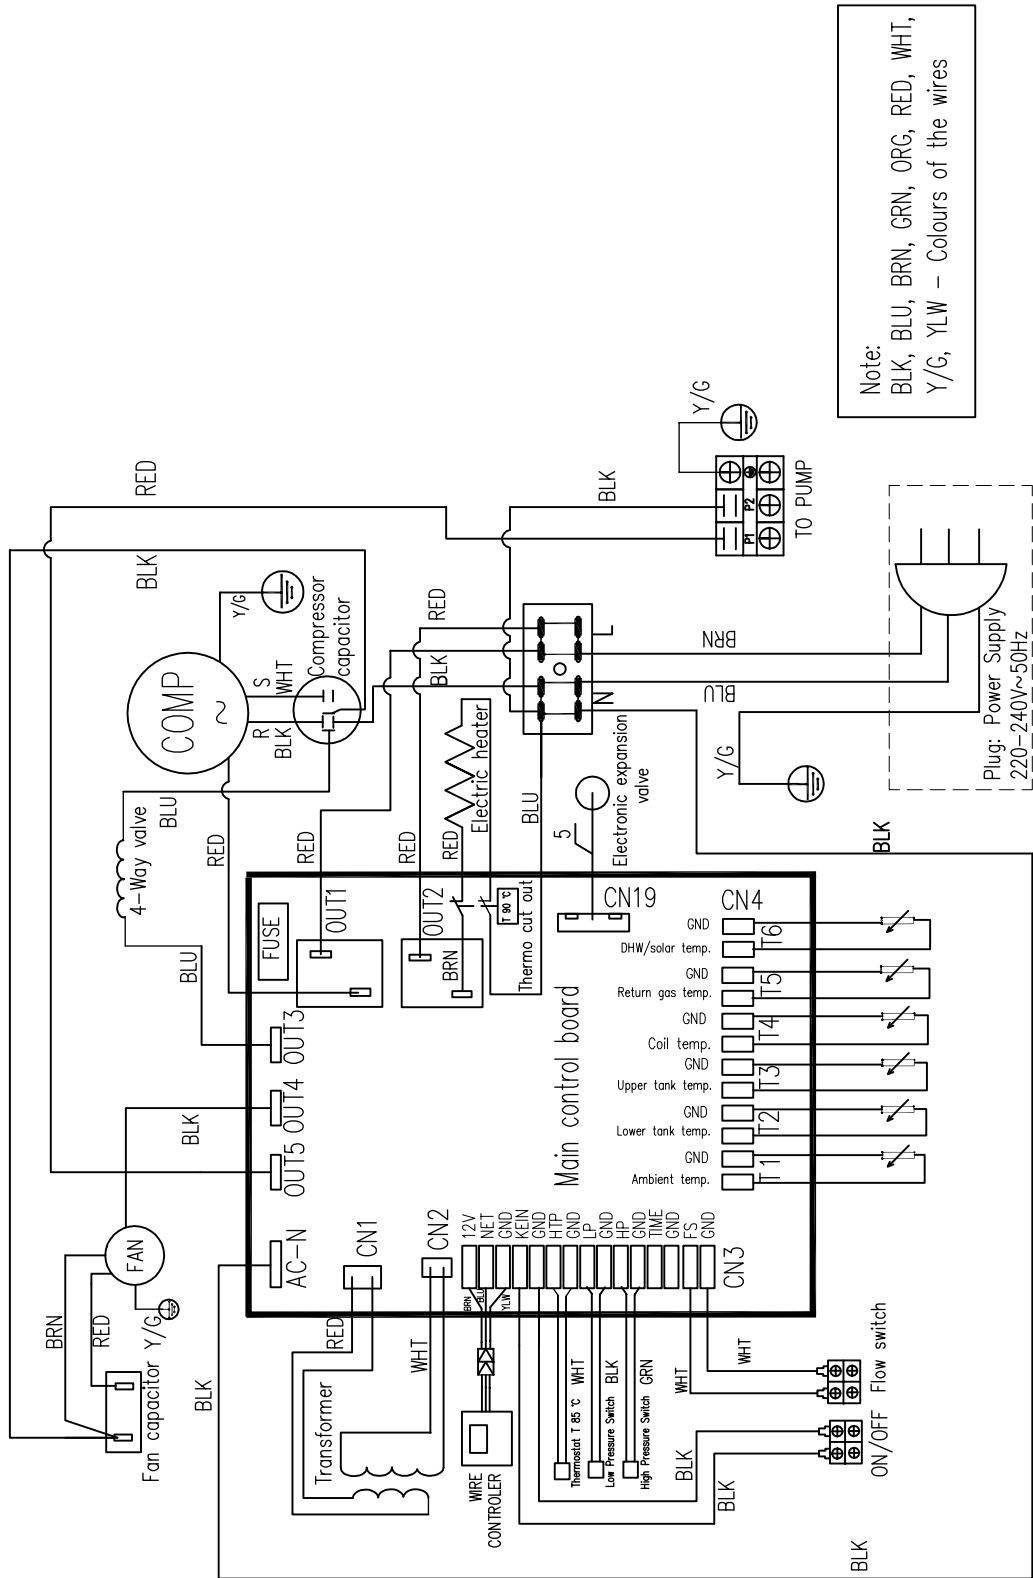 Note:
BLK, BLU, BRN, GRN, ORG, RED, WHT,
Y/G, YLW – Colours of the wires
COMP
~
R
BLK
S
WHT
Y/G
Compressor
capacitor
BLK
RED
4-Way valve
BLU
BLU
RED
RED
RED
BLK
RED
RED
BRN
Electric heater
T 90 ℃
Thermo cut out
BLU
N
L
BLU
BRN
BLK
Y/G
P1
P2
TO PUMP
Y/G
Plug: Power Supply
220-240V~50Hz
BLK
5
Electronic expansion
valve
FUSE
OUT1
OUT2
OUT3
OUT4
OUT5
AC-N
BLK
FAN
BRN
RED
Y/G
Fan capacitor
BLK
Main control board
CN19
CN4
GND
DHW/solar temp.
T6
GND
Return gas temp.
T5
GND
Coil temp.
T4
GND
Upper tank temp.
T3
GND
Lower tank temp.
T2
GND
Ambient temp.
T1
CN1
CN2
RED
WHT
Transformer
12V
NET
GND
KEIN
GND
HTP
GND
LP
GND
HP
GND
TIME
GND
FS
GND
CN3
BRN
BLU
YLW
WIRE
CONTROLER
Thermostat T 85 ℃
WHT
Low Pressure Switch
BLK
High Pressure Switch
GRN
WHT
WHT
Flow switch
BLK
BLK
ON/OFF
BLK